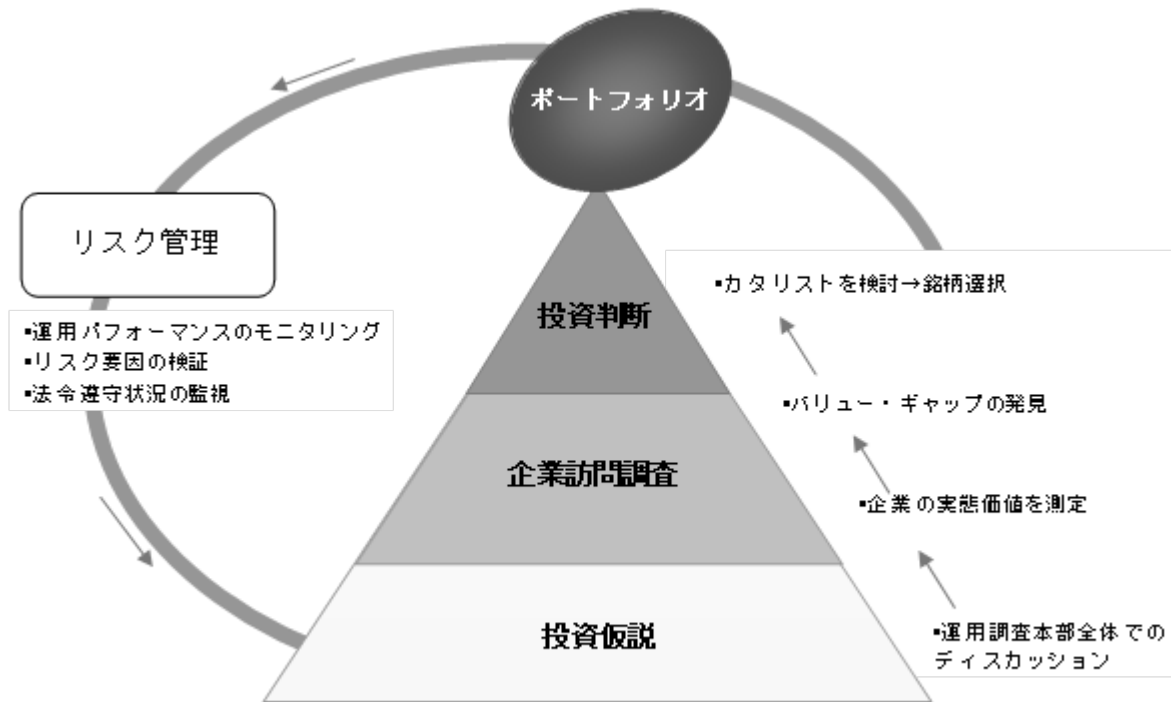 ポートフォリオ
リスク管理
▪運用パフォーマンスのモニタリング
▪リスク要因の検証
▪法令遵守状況の監視
投資判断
企業訪問調査
投資仮説
▪カタリストを検討→銘柄選択
▪バリュー・ギャップの発見
▪企業の実態価値を測定
▪運用調査本部全体での
ディスカッション